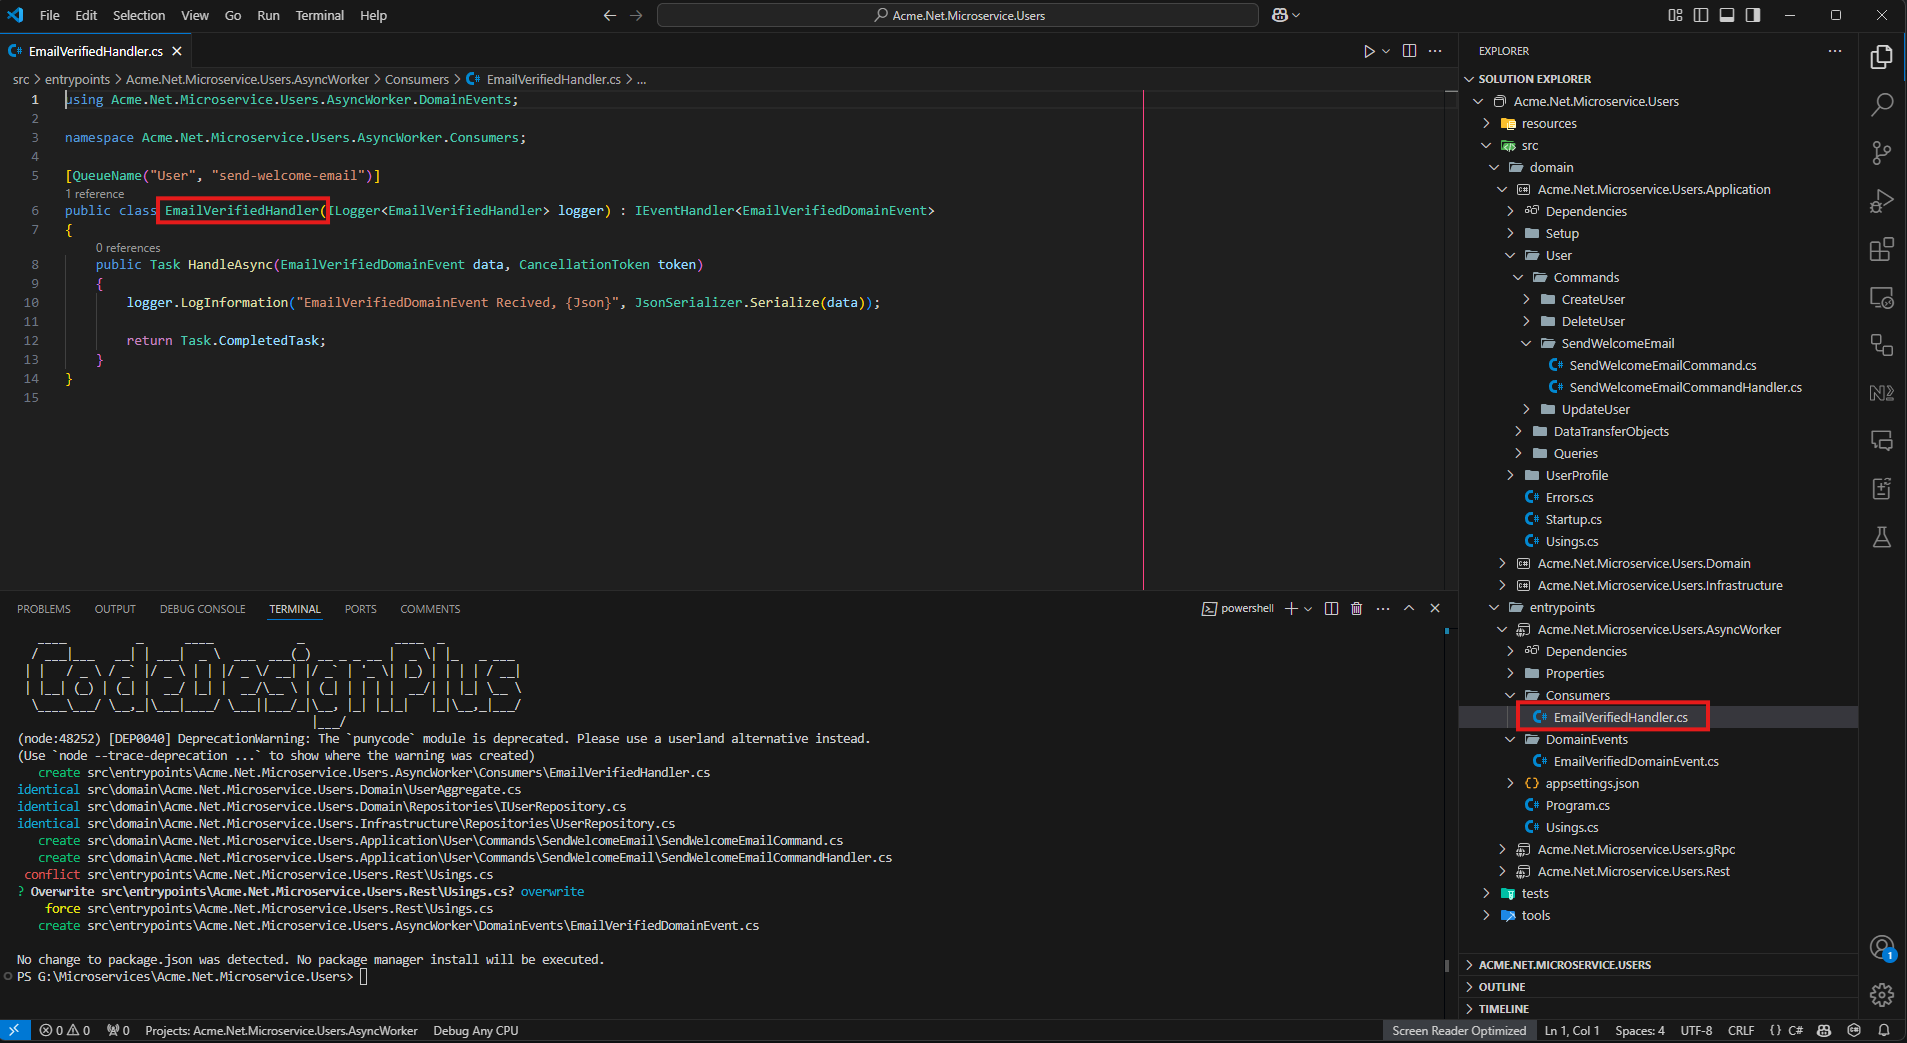 File Edit Selection View Go Run Terminal Help
Acme.Net.Microservice.Users
EmailVerifiedHandler.cs
src > entrypoints > Acme.Net.Microservice.Users.AsyncWorker > Consumers > EmailVerifiedHandler.cs > ...
1 using Acme.Net.Microservice.Users.AsyncWorker.DomainEvents;
2
3 namespace Acme.Net.Microservice.Users.AsyncWorker.Consumers;
4
5 [QueueName("User", "send-welcome-email")]
1 reference
6 public class EmailVerifiedHandler(ILogger<EmailVerifiedHandler> logger) : IEventHandler<EmailVerifiedDomainEvent>
7 {
0 references
8 public Task HandleAsync(EmailVerifiedDomainEvent data, CancellationToken token)
9 {
10 logger.LogInformation("EmailVerifiedDomainEvent Recived, {Json}", JsonSerializer.Serialize(data));
11
12 return Task.CompletedTask;
13 }
14 }
15
PROBLEMS OUTPUT DEBUG CONSOLE TERMINAL PORTS COMMENTS
powershell
CodeDesignPlus
(node:48252) [DEP0040] DeprecationWarning: The `punycode` module is deprecated. Please use a userland alternative instead.
(Use `node --trace-deprecation ...` to show where the warning was created)
create src\entrypoints\Acme.Net.Microservice.Users.AsyncWorker\Consumers\EmailVerifiedHandler.cs
identical src\domain\Acme.Net.Microservice.Users.Domain\UserAggregate.cs
identical src\domain\Acme.Net.Microservice.Users.Domain\Repositories\IUserRepository.cs
identical src\domain\Acme.Net.Microservice.Users.Infrastructure\Repositories\UserRepository.cs
create src\domain\Acme.Net.Microservice.Users.Application\User\Commands\SendWelcomeEmail\SendWelcomeEmailCommand.cs
create src\domain\Acme.Net.Microservice.Users.Application\User\Commands\SendWelcomeEmail\SendWelcomeEmailCommandHandler.cs
conflict src\entrypoints\Acme.Net.Microservice.Users.Rest\Usings.cs
? Overwrite src\entrypoints\Acme.Net.Microservice.Users.Rest\Usings.cs? overwrite
force src\entrypoints\Acme.Net.Microservice.Users.Rest\Usings.cs
create src\entrypoints\Acme.Net.Microservice.Users.AsyncWorker\DomainEvents\EmailVerifiedDomainEvent.cs
No change to package.json was detected. No package manager install will be executed.
PS G:\Microservices\Acme.Net.Microservice.Users>
EXPLORER
SOLUTION EXPLORER
Acme.Net.Microservice.Users
resources
src
domain
Acme.Net.Microservice.Users.Application
Dependencies
Setup
User
Commands
CreateUser
DeleteUser
SendWelcomeEmail
SendWelcomeEmailCommand.cs
SendWelcomeEmailCommandHandler.cs
UpdateUser
DataTransferObjects
Queries
UserProfile
Errors.cs
Startup.cs
Usings.cs
Acme.Net.Microservice.Users.Domain
Acme.Net.Microservice.Users.Infrastructure
entrypoints
Acme.Net.Microservice.Users.AsyncWorker
Dependencies
Properties
Consumers
EmailVerifiedHandler.cs
DomainEvents
EmailVerifiedDomainEvent.cs
appsettings.json
Program.cs
Usings.cs
Acme.Net.Microservice.Users.gRpc
Acme.Net.Microservice.Users.Rest
tests
tools
ACME.NET.MICROSERVICE.USERS
OUTLINE
TIMELINE
1
0 0 0 Projects: Acme.Net.Microservice.Users.AsyncWorker Debug Any CPU
Screen Reader Optimized Ln 1, Col 1 Spaces: 4 UTF-8 CRLF {} C#